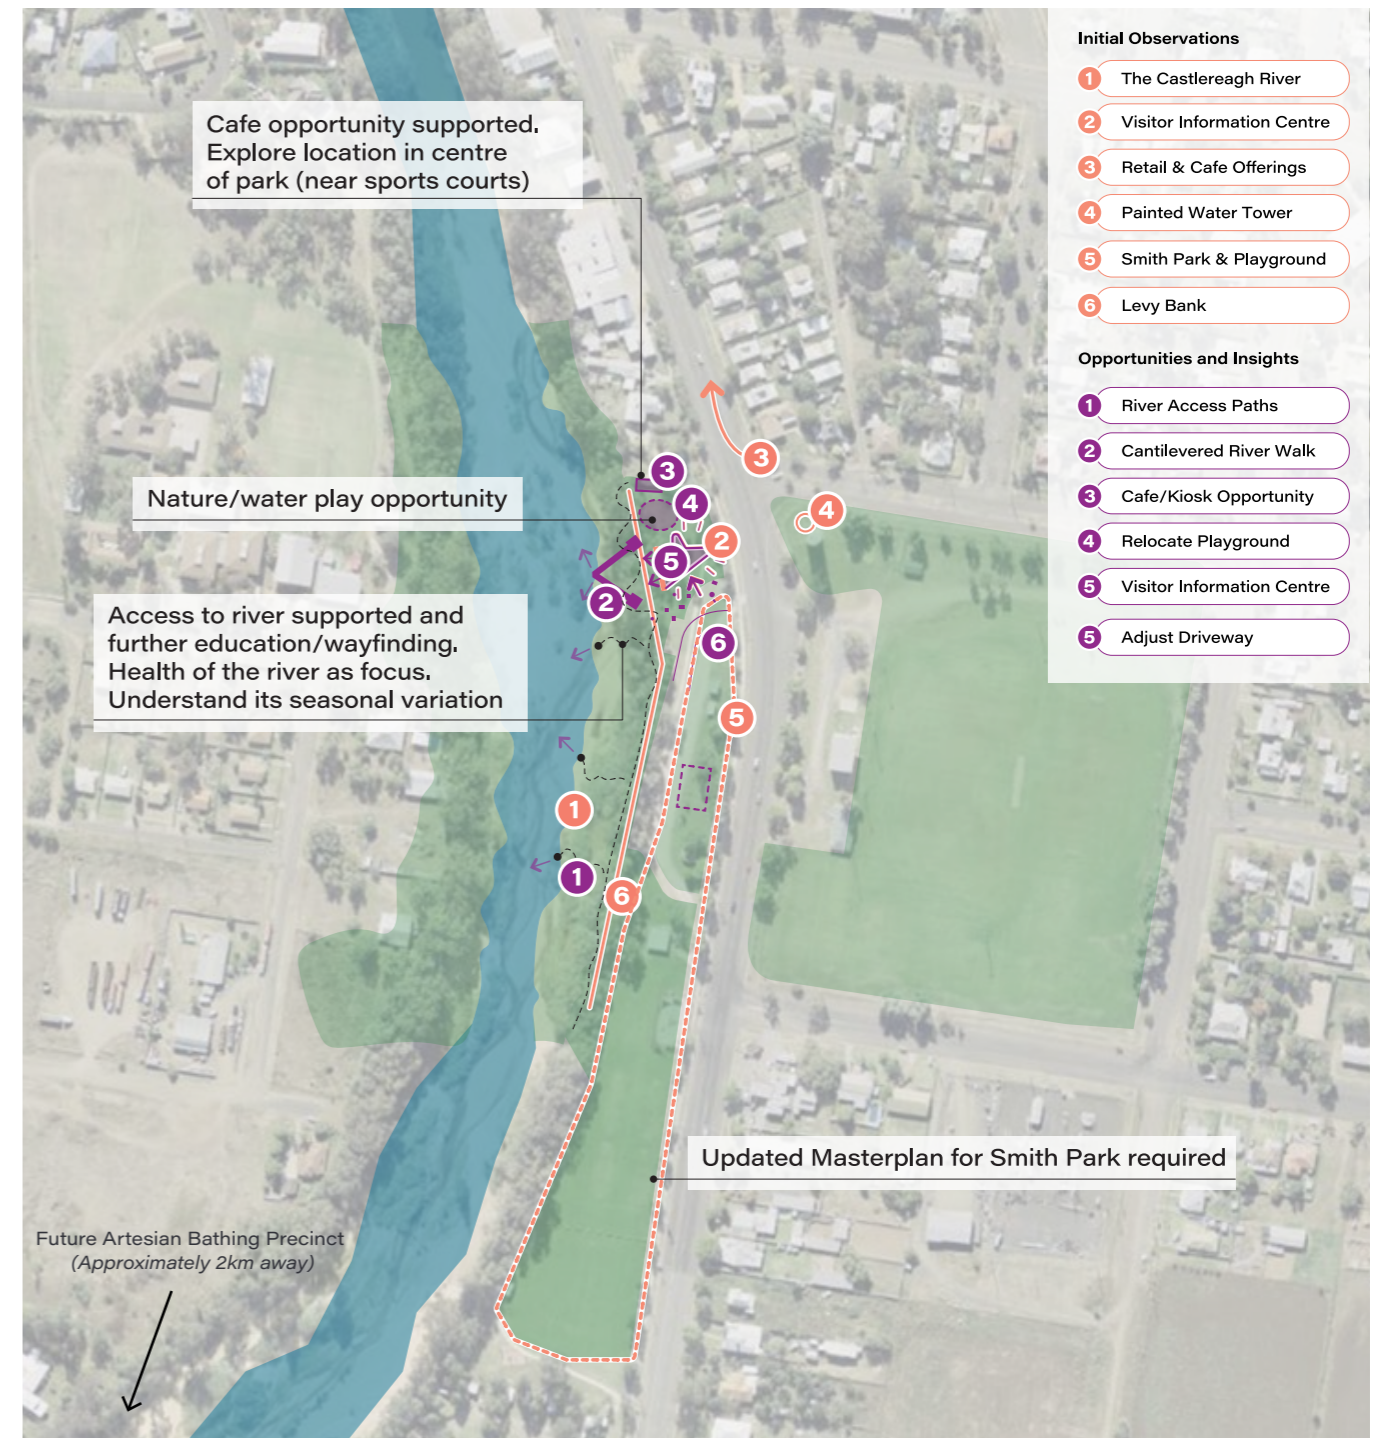 Initial Observations
1 The Castlereagh River
2 Visitor Information Centre
3 Retail & Cafe Offerings
4 Painted Water Tower
5 Smith Park & Playground
6 Levy Bank
Opportunities and Insights
1 River Access Paths
2 Cantilevered River Walk
3 Cafe/Kiosk Opportunity
4 Relocate Playground
5 Visitor Information Centre
5 Adjust Driveway
Cafe opportunity supported.
Explore location in centre
of park (near sports courts)
Nature/water play opportunity
Access to river supported and
further education/wayfinding.
Health of the river as focus.
Understand its seasonal variation
3
4
3
4
2
5
2
6
5
1
1
6
Updated Masterplan for Smith Park required
Future Artesian Bathing Precinct
(Approximately 2km away)